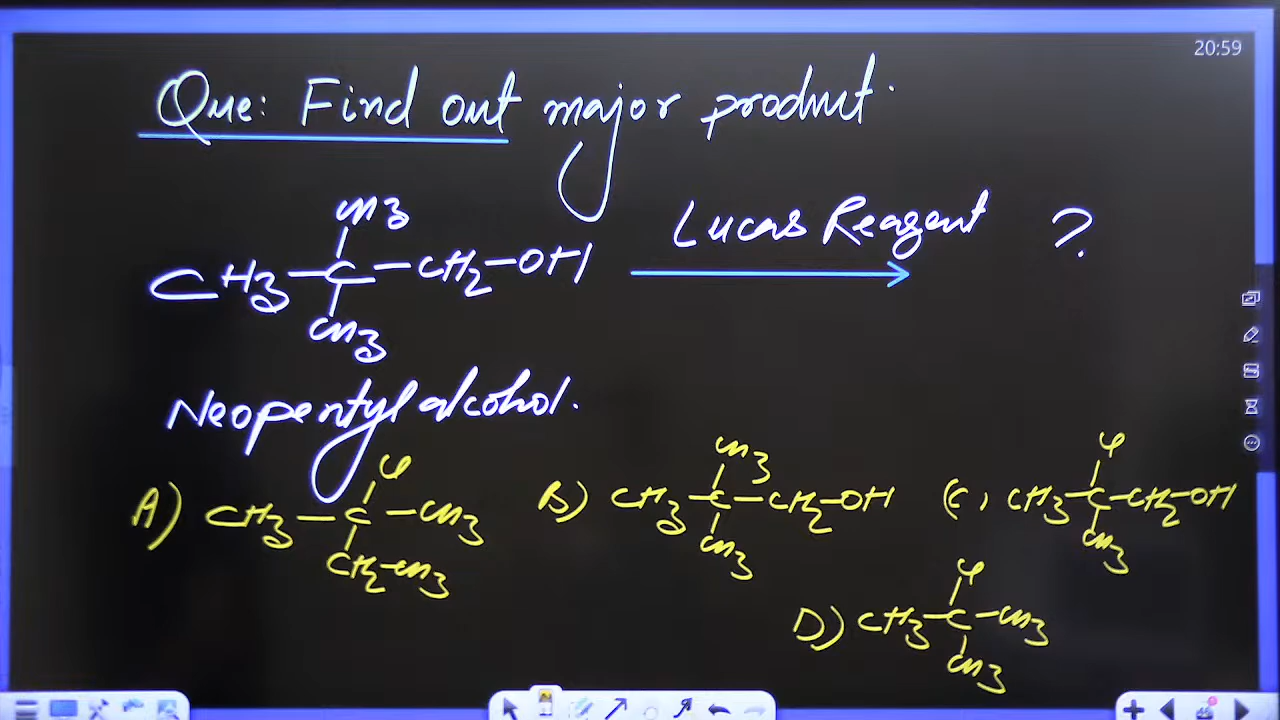 20:59
Que: Find out major product.
CH3
CH3-C-CH2-OH Lucas Reagent ?
CH3
Neopentyl alcohol.
Cl
A) CH3-C-CH3
CH2-CH3
CH3
B) CH3-C-CH2-OH
CH3
Cl
(C) CH3-C-CH2-OH
CH3
Cl
D) CH3-C-CH3
CH3